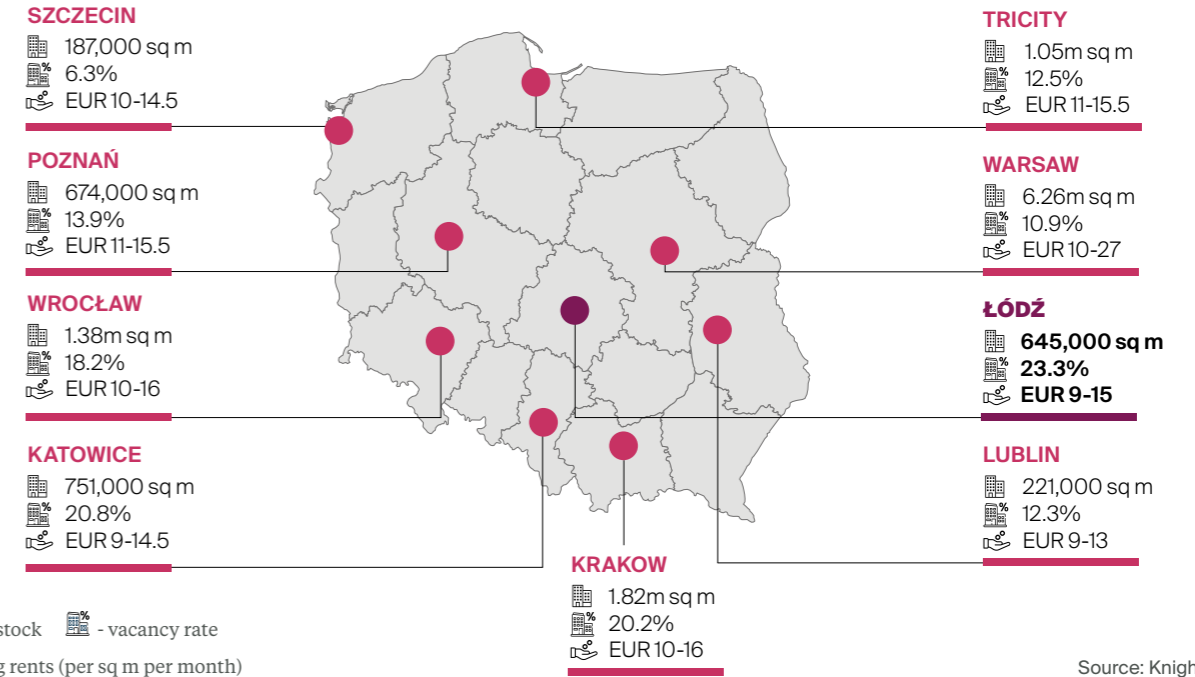 SZCZECIN
187,000 sq m
6.3%
EUR 10-14.5
POZNAŃ
674,000 sq m
13.9%
EUR 11-15.5
WROCŁAW
1.38m sq m
18.2%
EUR 10-16
KATOWICE
751,000 sq m
20.8%
EUR 9-14.5
TRICITY
1.05m sq m
12.5%
EUR 11-15.5
WARSAW
6.26m sq m
10.9%
EUR 10-27
ŁÓDŹ
645,000 sq m
23.3%
EUR 9-15
LUBLIN
221,000 sq m
12.3%
EUR 9-13
KRAKOW
1.82m sq m
20.2%
EUR 10-16
stock % - vacancy rate
g rents (per sq m per month)
Source: Knigh